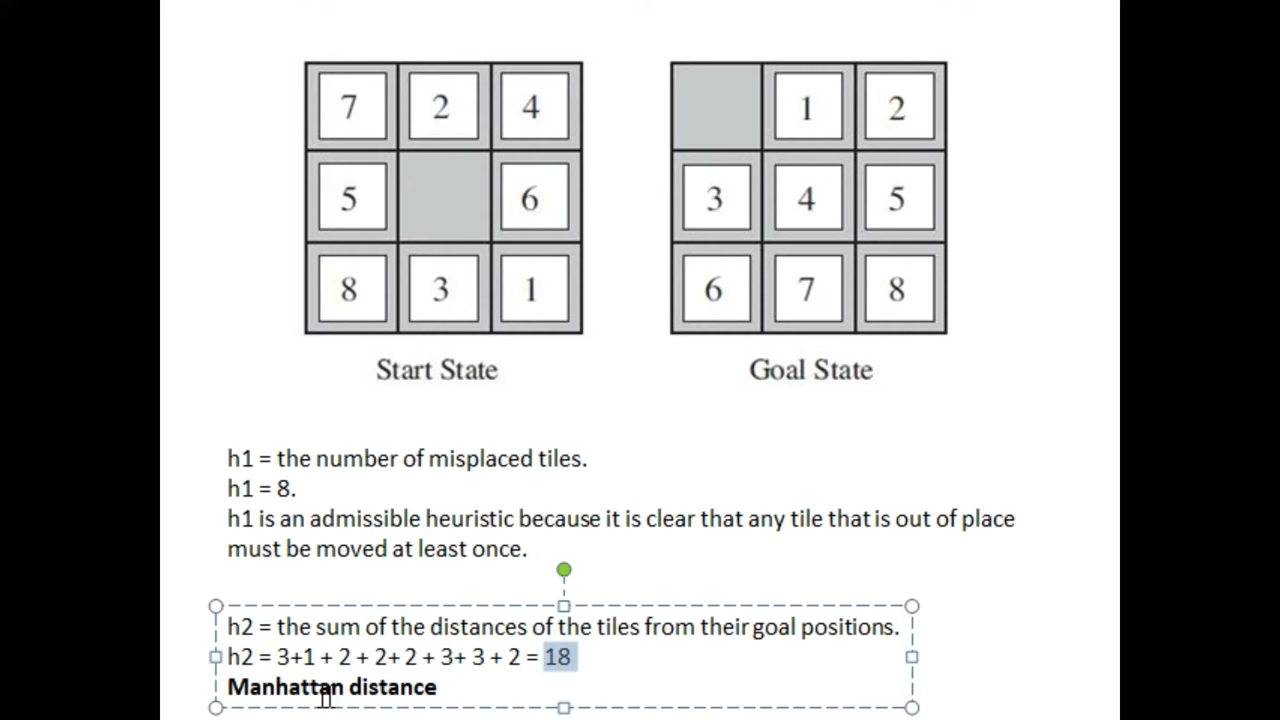 7 2 4
5 6
8 3 1
Start State
1 2
3 4 5
6 7 8
Goal State
h1 = the number of misplaced tiles.
h1 = 8.
h1 is an admissible heuristic because it is clear that any tile that is out of place
must be moved at least once.
h2 = the sum of the distances of the tiles from their goal positions.
h2 = 3+1 + 2 + 2+ 2 + 3+ 3 + 2 = 18
Manhattan distance